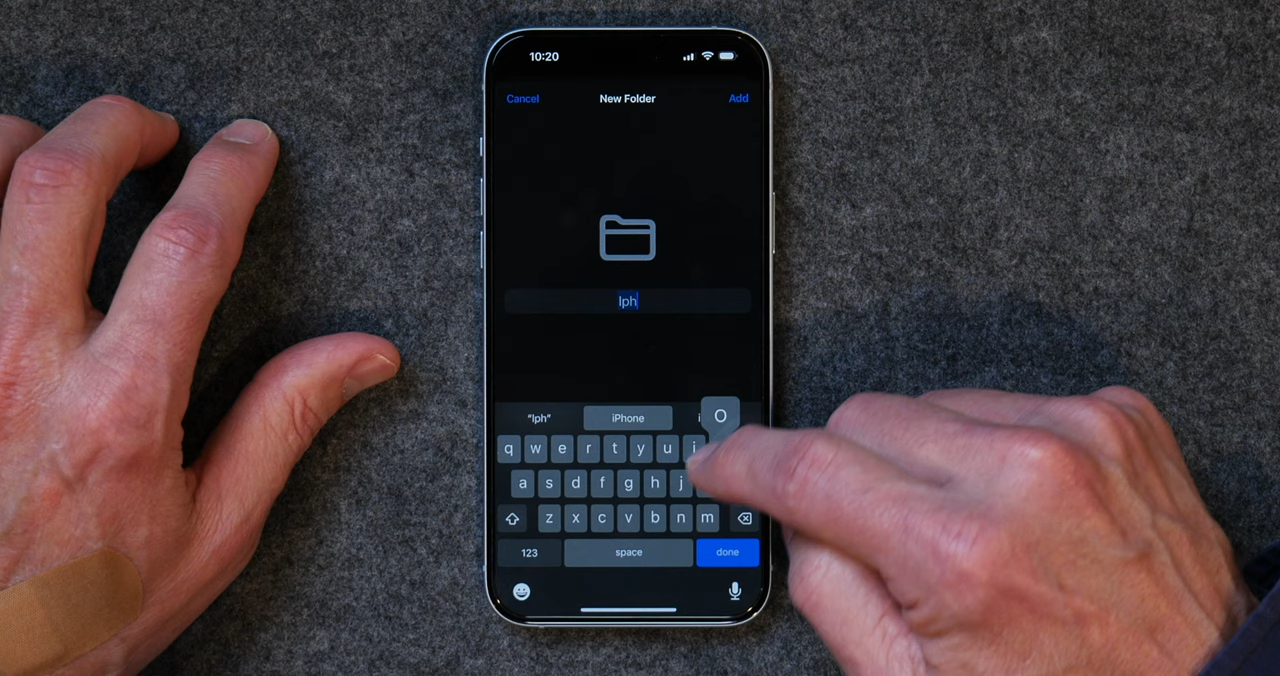 10:20
Cancel New Folder Add
Iph
"Iph" iPhone i O
q w e r t y u i
a s d f g h j
z x c v b n m
123 space done